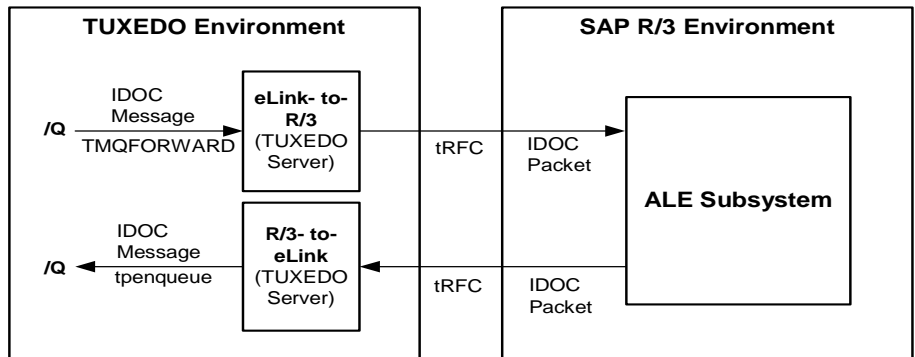 TUXEDO Environment
SAP R/3 Environment
IDOC
Message
/Q
TMQFORWARD
eLink- to-
R/3
(TUXEDO
Server)
tRFC
IDOC
Packet
ALE Subsystem
IDOC
Message
/Q
tpenqueue
R/3- to-
eLink
(TUXEDO
Server)
tRFC
IDOC
Packet